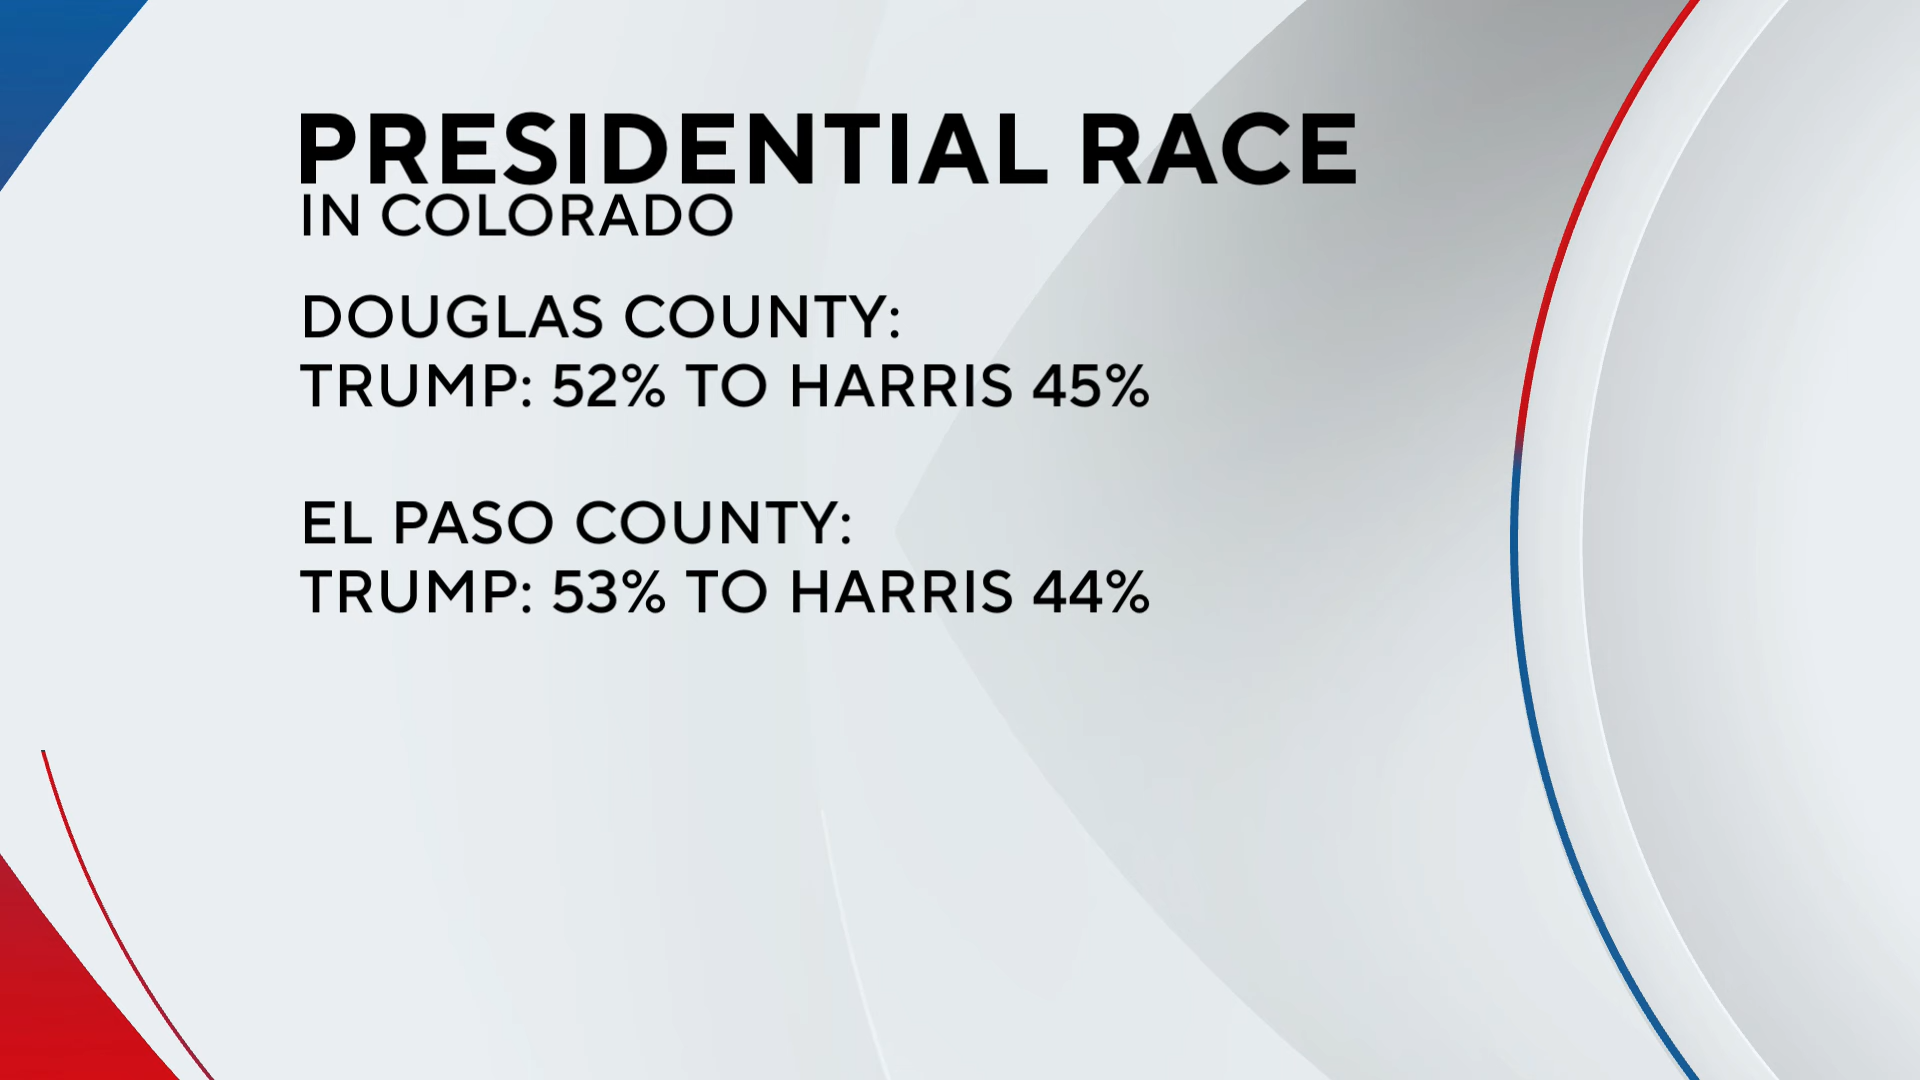 PRESIDENTIAL RACE
IN COLORADO
DOUGLAS COUNTY:
TRUMP: 52% TO HARRIS 45%
EL PASO COUNTY:
TRUMP: 53% TO HARRIS 44%